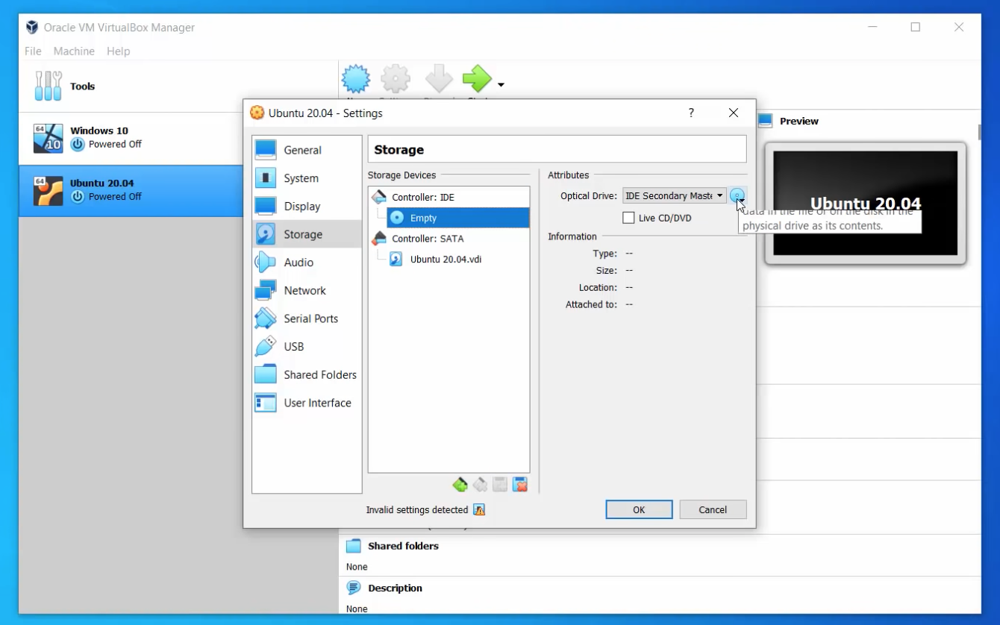 Oracle VM VirtualBox Manager
File Machine Help
Tools
64
10
Windows 10
Powered Off
64
Ubuntu 20.04
Powered Off
Ubuntu 20.04 - Settings
?
General
System
Display
Storage
Audio
Network
Serial Ports
USB
Shared Folders
User Interface
Storage
Storage Devices
Controller: IDE
Empty
Controller: SATA
Ubuntu 20.04.vdi
Attributes
Optical Drive: IDE Secondary Maste
Live CD/DVD
Information
Type: --
Size: --
Location: --
Attached to: --
data in the file or on the disk in the
physical drive as its contents.
Invalid settings detected
OK
Cancel
Preview
Ubuntu 20.04
Shared folders
None
Description
None